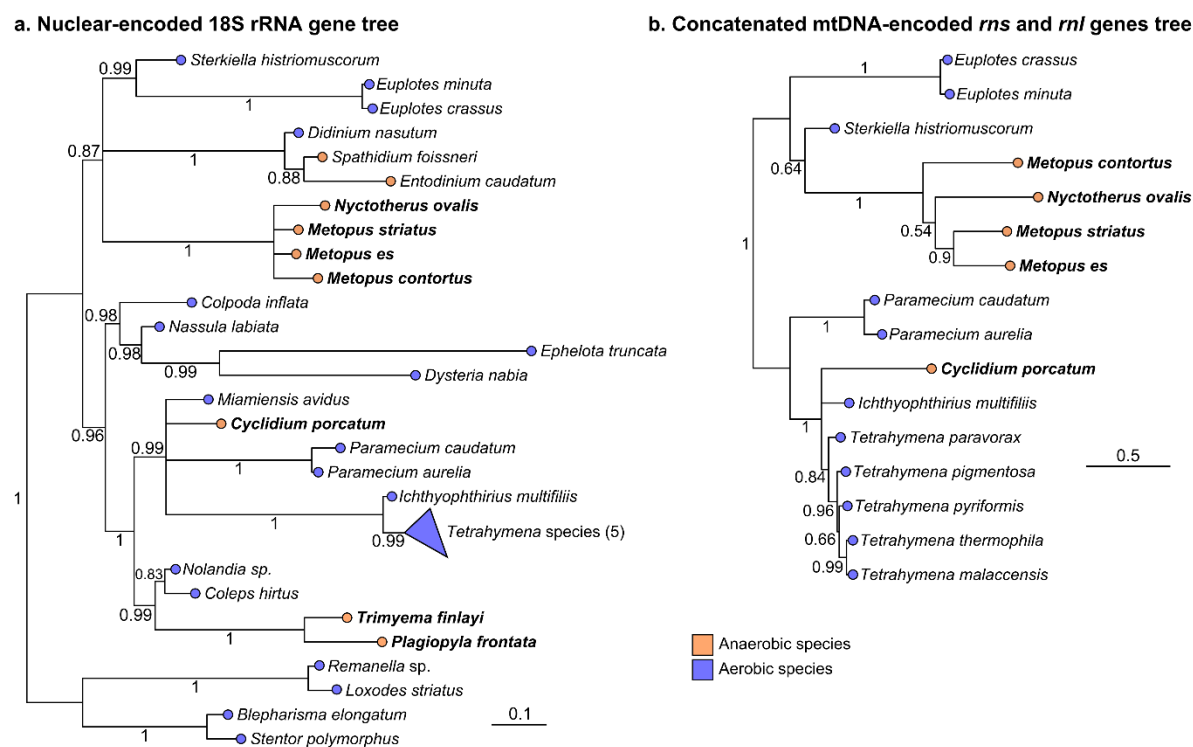 a. Nuclear-encoded 18S rRNA gene tree
0.99
Sterkiella histriomuscorum
Euplotes minuta
1
Euplotes crassus
Didinium nasutum
0.87
1
Spathidium foissneri
0.88
Entodinium caudatum
Nyctotherus ovalis
Metopus striatus
1
Metopus es
Metopus contortus
Colpoda inflata
0.98
Nassula labiata
0.98
Ephelota truncata
0.99
Dysteria nabia
Miamiensis avidus
Cyclidium porcatum
0.96
0.99
Paramecium caudatum
1
Paramecium aurelia
Ichthyophthirius multifiliis
1
1
Tetrahymena species (5)
0.99
1
Nolandia sp.
0.83
Coleps hirtus
0.99
Trimyema finlayi
1
Plagiopyla frontata
Remanella sp.
1
Loxodes striatus
Blepharisma elongatum
1
Stentor polymorphus
0.1
b. Concatenated mtDNA-encoded rns and rnl genes tree
Euplotes crassus
1
Euplotes minuta
Sterkiella histriomuscorum
0.64
Metopus contortus
1
Nyctotherus ovalis
0.54
Metopus striatus
0.9
Metopus es
1
Paramecium caudatum
1
Paramecium aurelia
Cyclidium porcatum
Ichthyophthirius multifiliis
1
Tetrahymena paravorax
0.84
Tetrahymena pigmentosa
0.96
Tetrahymena pyriformis
0.66
Tetrahymena thermophila
0.99
Tetrahymena malaccensis
0.5
Anaerobic species
Aerobic species